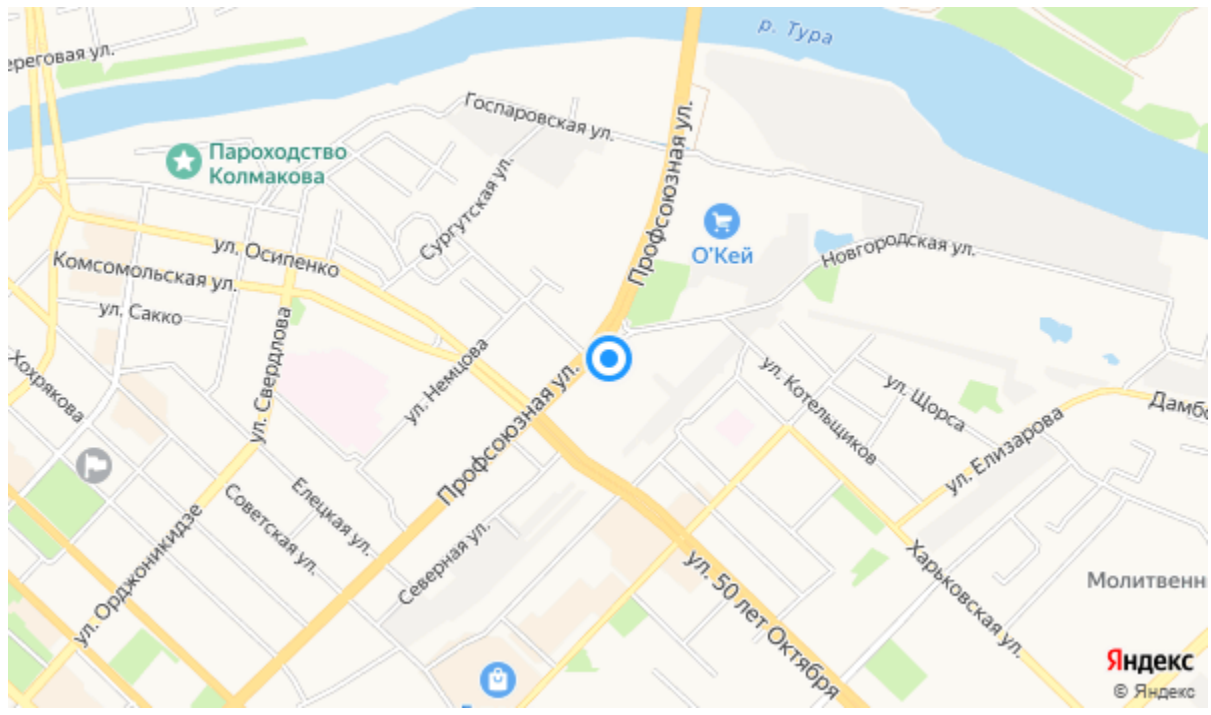 р. Тура
ереговая ул.
Госпаровская ул.
Профсоюзная ул.
Пароходство
Колмакова
Сургутская ул.
О'Кей
Новгородская ул.
ул. Осипенко
Комсомольская ул.
ул. Сакко
ул. Свердлова
ул. Немцова
Хохрякова
Профсоюзная ул.
ул. Котельщиков
ул. Щорса
Дамбо
ул. Елизарова
Елецкая ул.
Советская ул.
ул. Орджоникидзе
Северная ул.
ул. 50 лет Октября
Харьковская ул.
Молитвенн
Яндекс
© Яндекс